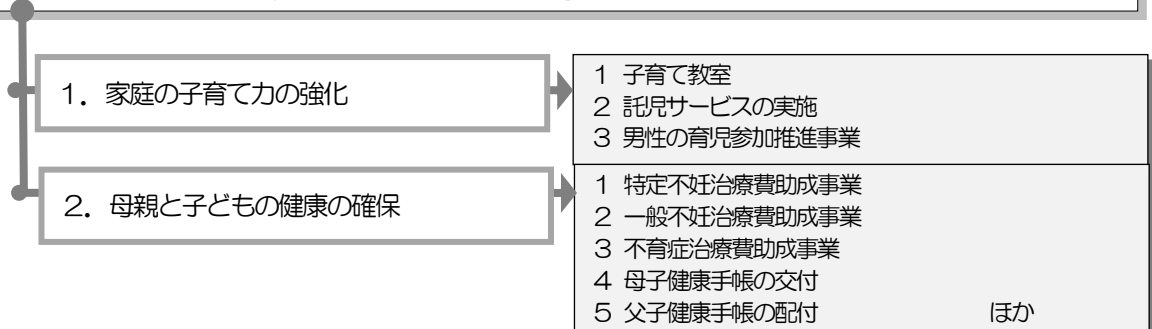 1．家庭の子育て力の強化
1 子育て教室
2 託児サービスの実施
3 男性の育児参加推進事業
2．母親と子どもの健康の確保
1 特定不妊治療費助成事業
2 一般不妊治療費助成事業
3 不育症治療費助成事業
4 母子健康手帳の交付
5 父子健康手帳の配付 ほか